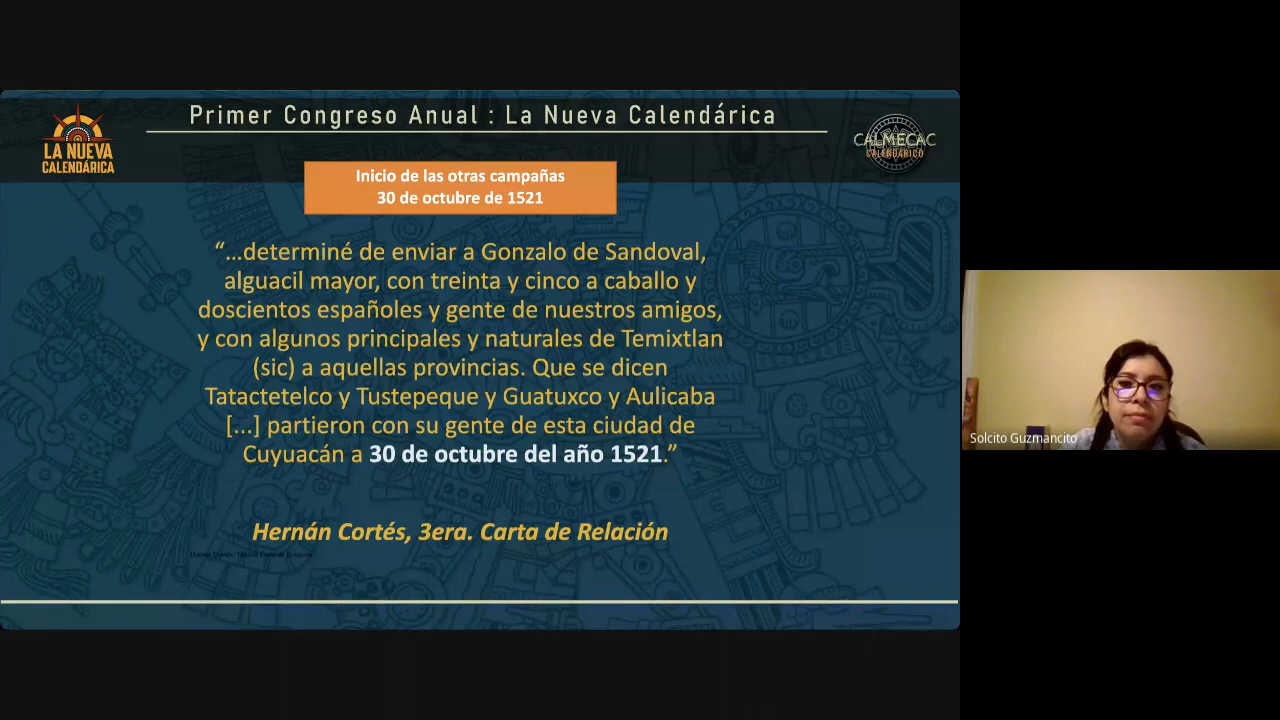 Primer Congreso Anual : La Nueva Calendárica
LA NUEVA
CALENDÁRICA
CALMECAC
CALENDÁRICO
Inicio de las otras campañas
30 de octubre de 1521
“...determiné de enviar a Gonzalo de Sandoval,
alguacil mayor, con treinta y cinco a caballo y
doscientos españoles y gente de nuestros amigos,
y con algunos principales y naturales de Temixtlan
(sic) a aquellas provincias. Que se dicen
Tatactetelco y Tustepeque y Guatuxco y Aulicaba
[...] partieron con su gente de esta ciudad de
Cuyuacán a 30 de octubre del año 1521.”
Hernán Cortés, 3era. Carta de Relación
Solcito Guzmancito